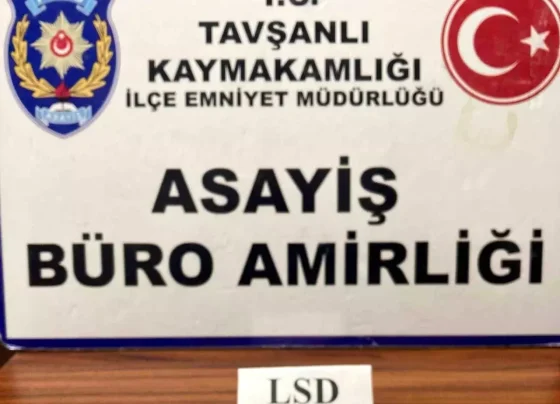 T.C.
TAVŞANLI
KAYMAKAMLIĞI
İLÇE EMNİYET MÜDÜRLÜĞÜ
ASAYİŞ
BÜRO AMİRLİĞİ
LSD